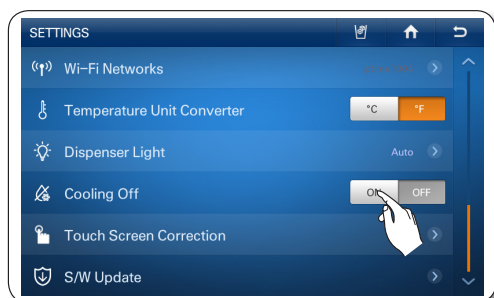 SETTINGS
Wi-Fi Networks
Temperature Unit Converter °C °F
Dispenser Light Auto
Cooling Off ON OFF
Touch Screen Correction
S/W Update